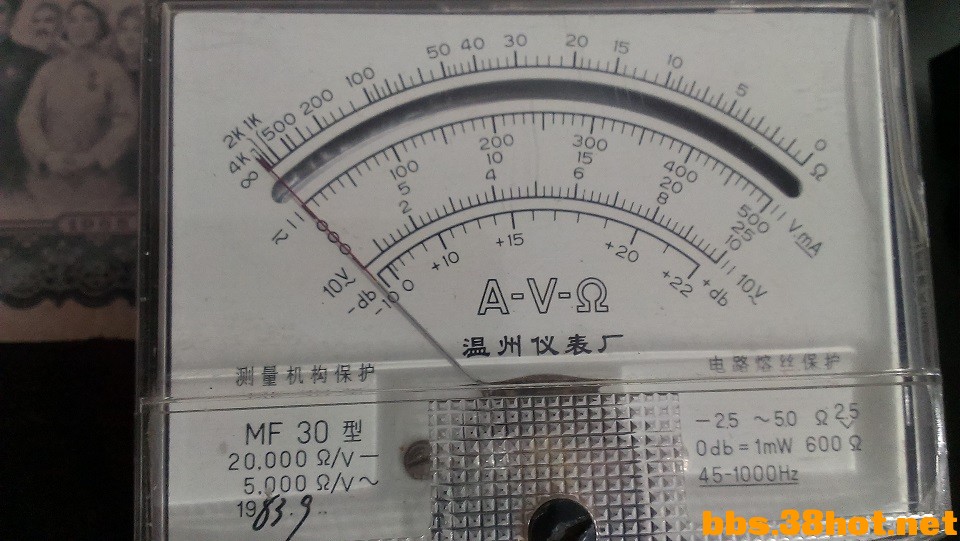 4K 2K 1K 500 200 100 50 40 30 20 15 10 5 0
∞ Ω
100 200 300 400 500
5 10 15 20 25
V mA
2 4 6 8 10
10V 10V
-10 0 +10 +15 +20 +22
-db +db
A-V-Ω
温州仪表厂
测量机构保护
电路熔丝保护
MF 30 型
20,000 Ω/V —
5,000 Ω/V ~
1983.9
—2.5 ~5.0 Ω 2.5
0db=1mW 600 Ω
45-1000Hz
bbs.38hot.net